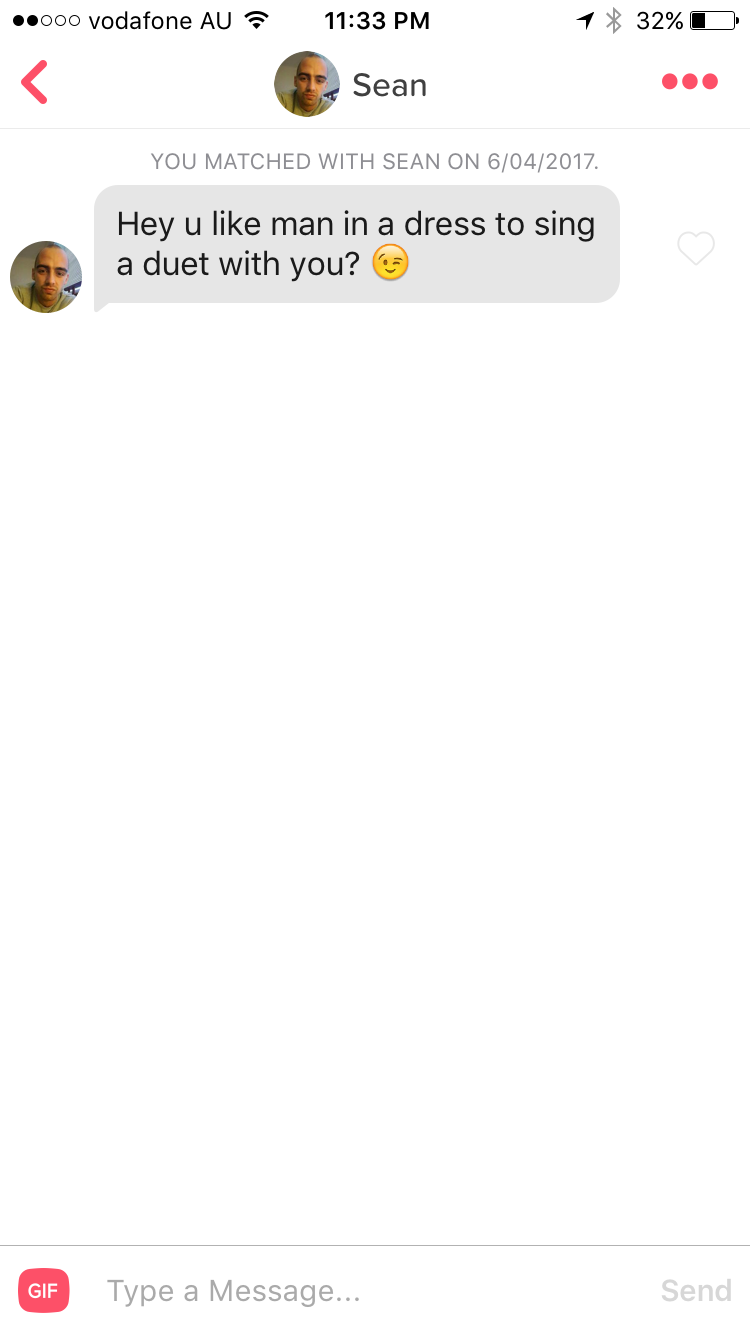 vodafone AU 11:33 PM 32%
Sean
YOU MATCHED WITH SEAN ON 6/04/2017.
Hey u like man in a dress to sing
a duet with you? 😉
GIF Type a Message... Send